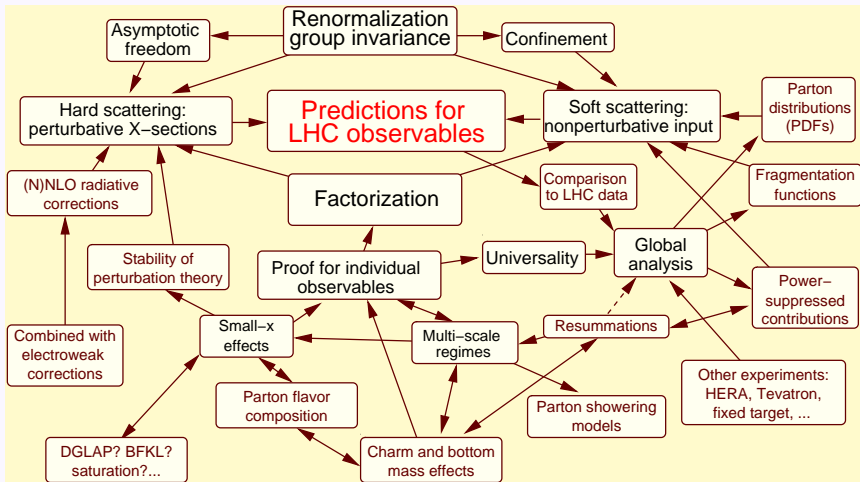 Renormalization
group invariance
Asymptotic
freedom
Confinement
Hard scattering:
perturbative X−sections
Predictions for
LHC observables
Soft scattering:
nonperturbative input
Parton
distributions
(PDFs)
(N)NLO radiative
corrections
Factorization
Comparison
to LHC data
Fragmentation
functions
Stability of
perturbation theory
Proof for individual
observables
Universality
Global
analysis
Power−
suppressed
contributions
Combined with
electroweak
corrections
Small−x
effects
Multi−scale
regimes
Resummations
Parton flavor
composition
Parton showering
models
Other experiments:
HERA, Tevatron,
fixed target, ...
DGLAP? BFKL?
saturation?...
Charm and bottom
mass effects